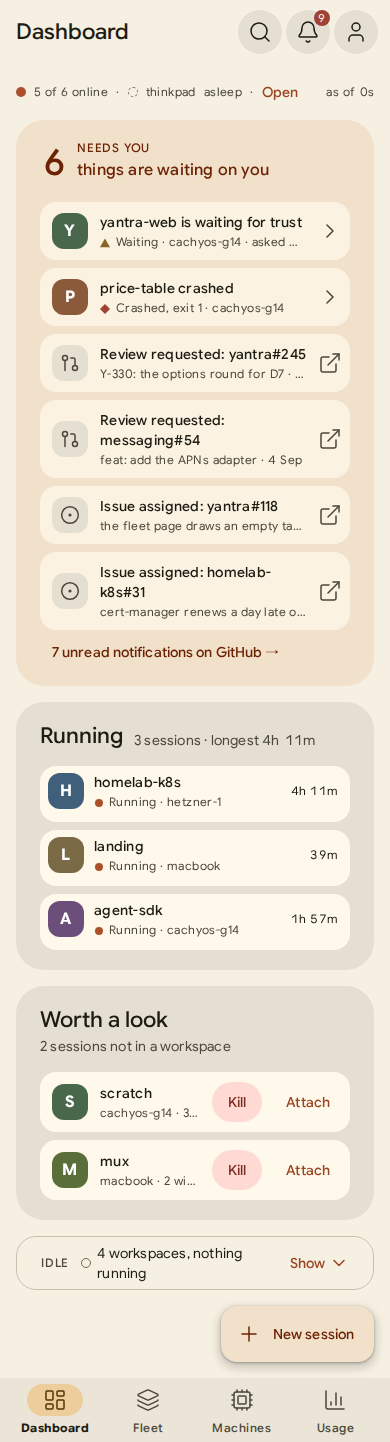 Dashboard
9
5 of 6 online · thinkpad asleep · Open as of 0s
6 NEEDS YOU
things are waiting on you
Y yantra-web is waiting for trust
Waiting · cachyos-g14 · asked ...
P price-table crashed
Crashed, exit 1 · cachyos-g14
Review requested: yantra#245
Y-330: the options round for D7 · ...
Review requested:
messaging#54
feat: add the APNs adapter · 4 Sep
Issue assigned: yantra#118
the fleet page draws an empty ta...
Issue assigned: homelab-
k8s#31
cert-manager renews a day late o...
7 unread notifications on GitHub →
Running 3 sessions · longest 4h 11m
H homelab-k8s 4h 11m
Running · hetzner-1
L landing 39m
Running · macbook
A agent-sdk 1h 57m
Running · cachyos-g14
Worth a look
2 sessions not in a workspace
S scratch Kill Attach
cachyos-g14 · 3...
M mux Kill Attach
macbook · 2 wi...
IDLE 4 workspaces, nothing
running Show
New session
Dashboard Fleet Machines Usage